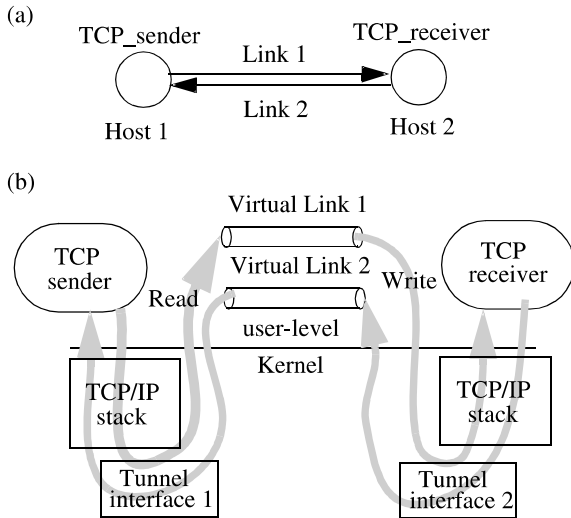 (a)
TCP_sender
TCP_receiver
Link 1
Link 2
Host 1
Host 2
(b)
Virtual Link 1
TCP
sender
TCP
receiver
Virtual Link 2
Read
Write
user-level
Kernel
TCP/IP
stack
TCP/IP
stack
Tunnel
interface 1
Tunnel
interface 2